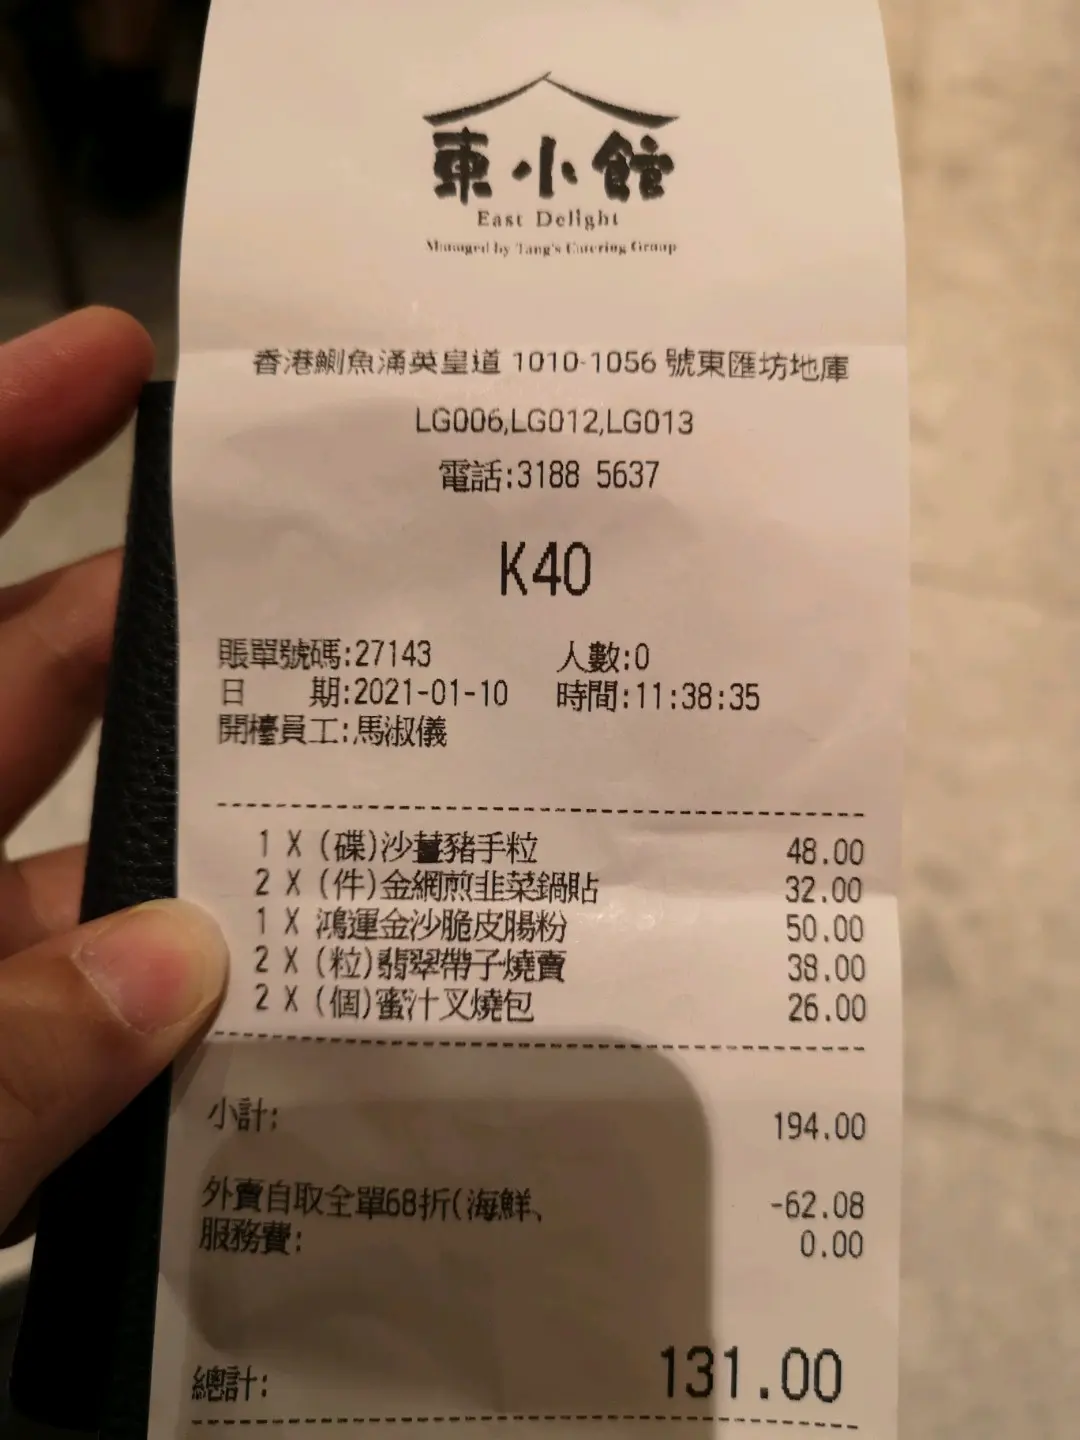 東小館
East Delight
Managed by Tang's Catering Group
香港鰂魚涌英皇道 1010-1056 號東匯坊地庫
LG006,LG012,LG013
電話:3188 5637
K40
賬單號碼:27143 人數:0
日 期:2021-01-10 時間:11:38:35
開檯員工:馬淑儀
1 X (碟)沙薑豬手粒 48.00
2 X (件)金網煎韭菜鍋貼 32.00
1 X 鴻運金沙脆皮腸粉 50.00
2 X (粒)翡翠帶子燒賣 38.00
2 X (個)蜜汁叉燒包 26.00
小計: 194.00
外賣自取全單68折(海鮮、 -62.08
服務費: 0.00
總計: 131.00